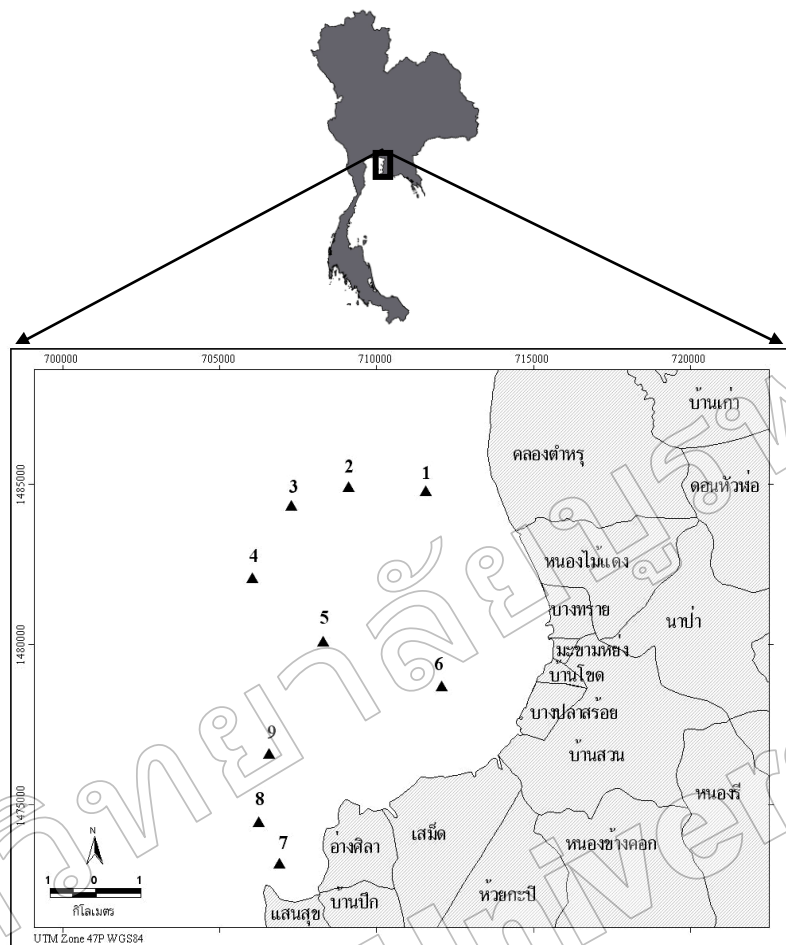 700000 705000 710000 715000 720000
บ้านเก่า
คลองตำหรุ
ดอนหัวฬ่อ
1485000
1
2
3
4
หนองไม้แดง
บางทราย
นาป่า
5
1480000
มะขามหย่ง
6
บ้านโขด
บางปลาสร้อย
9
บ้านสวน
หนองรี
1475000
8
เสม็ด
อ่างศิลา
หนองข้างคอก
7
N
ห้วยกะปิ
บ้านปึก
แสนสุข
1 0 1
กิโลเมตร
UTM Zone 47P WGS84